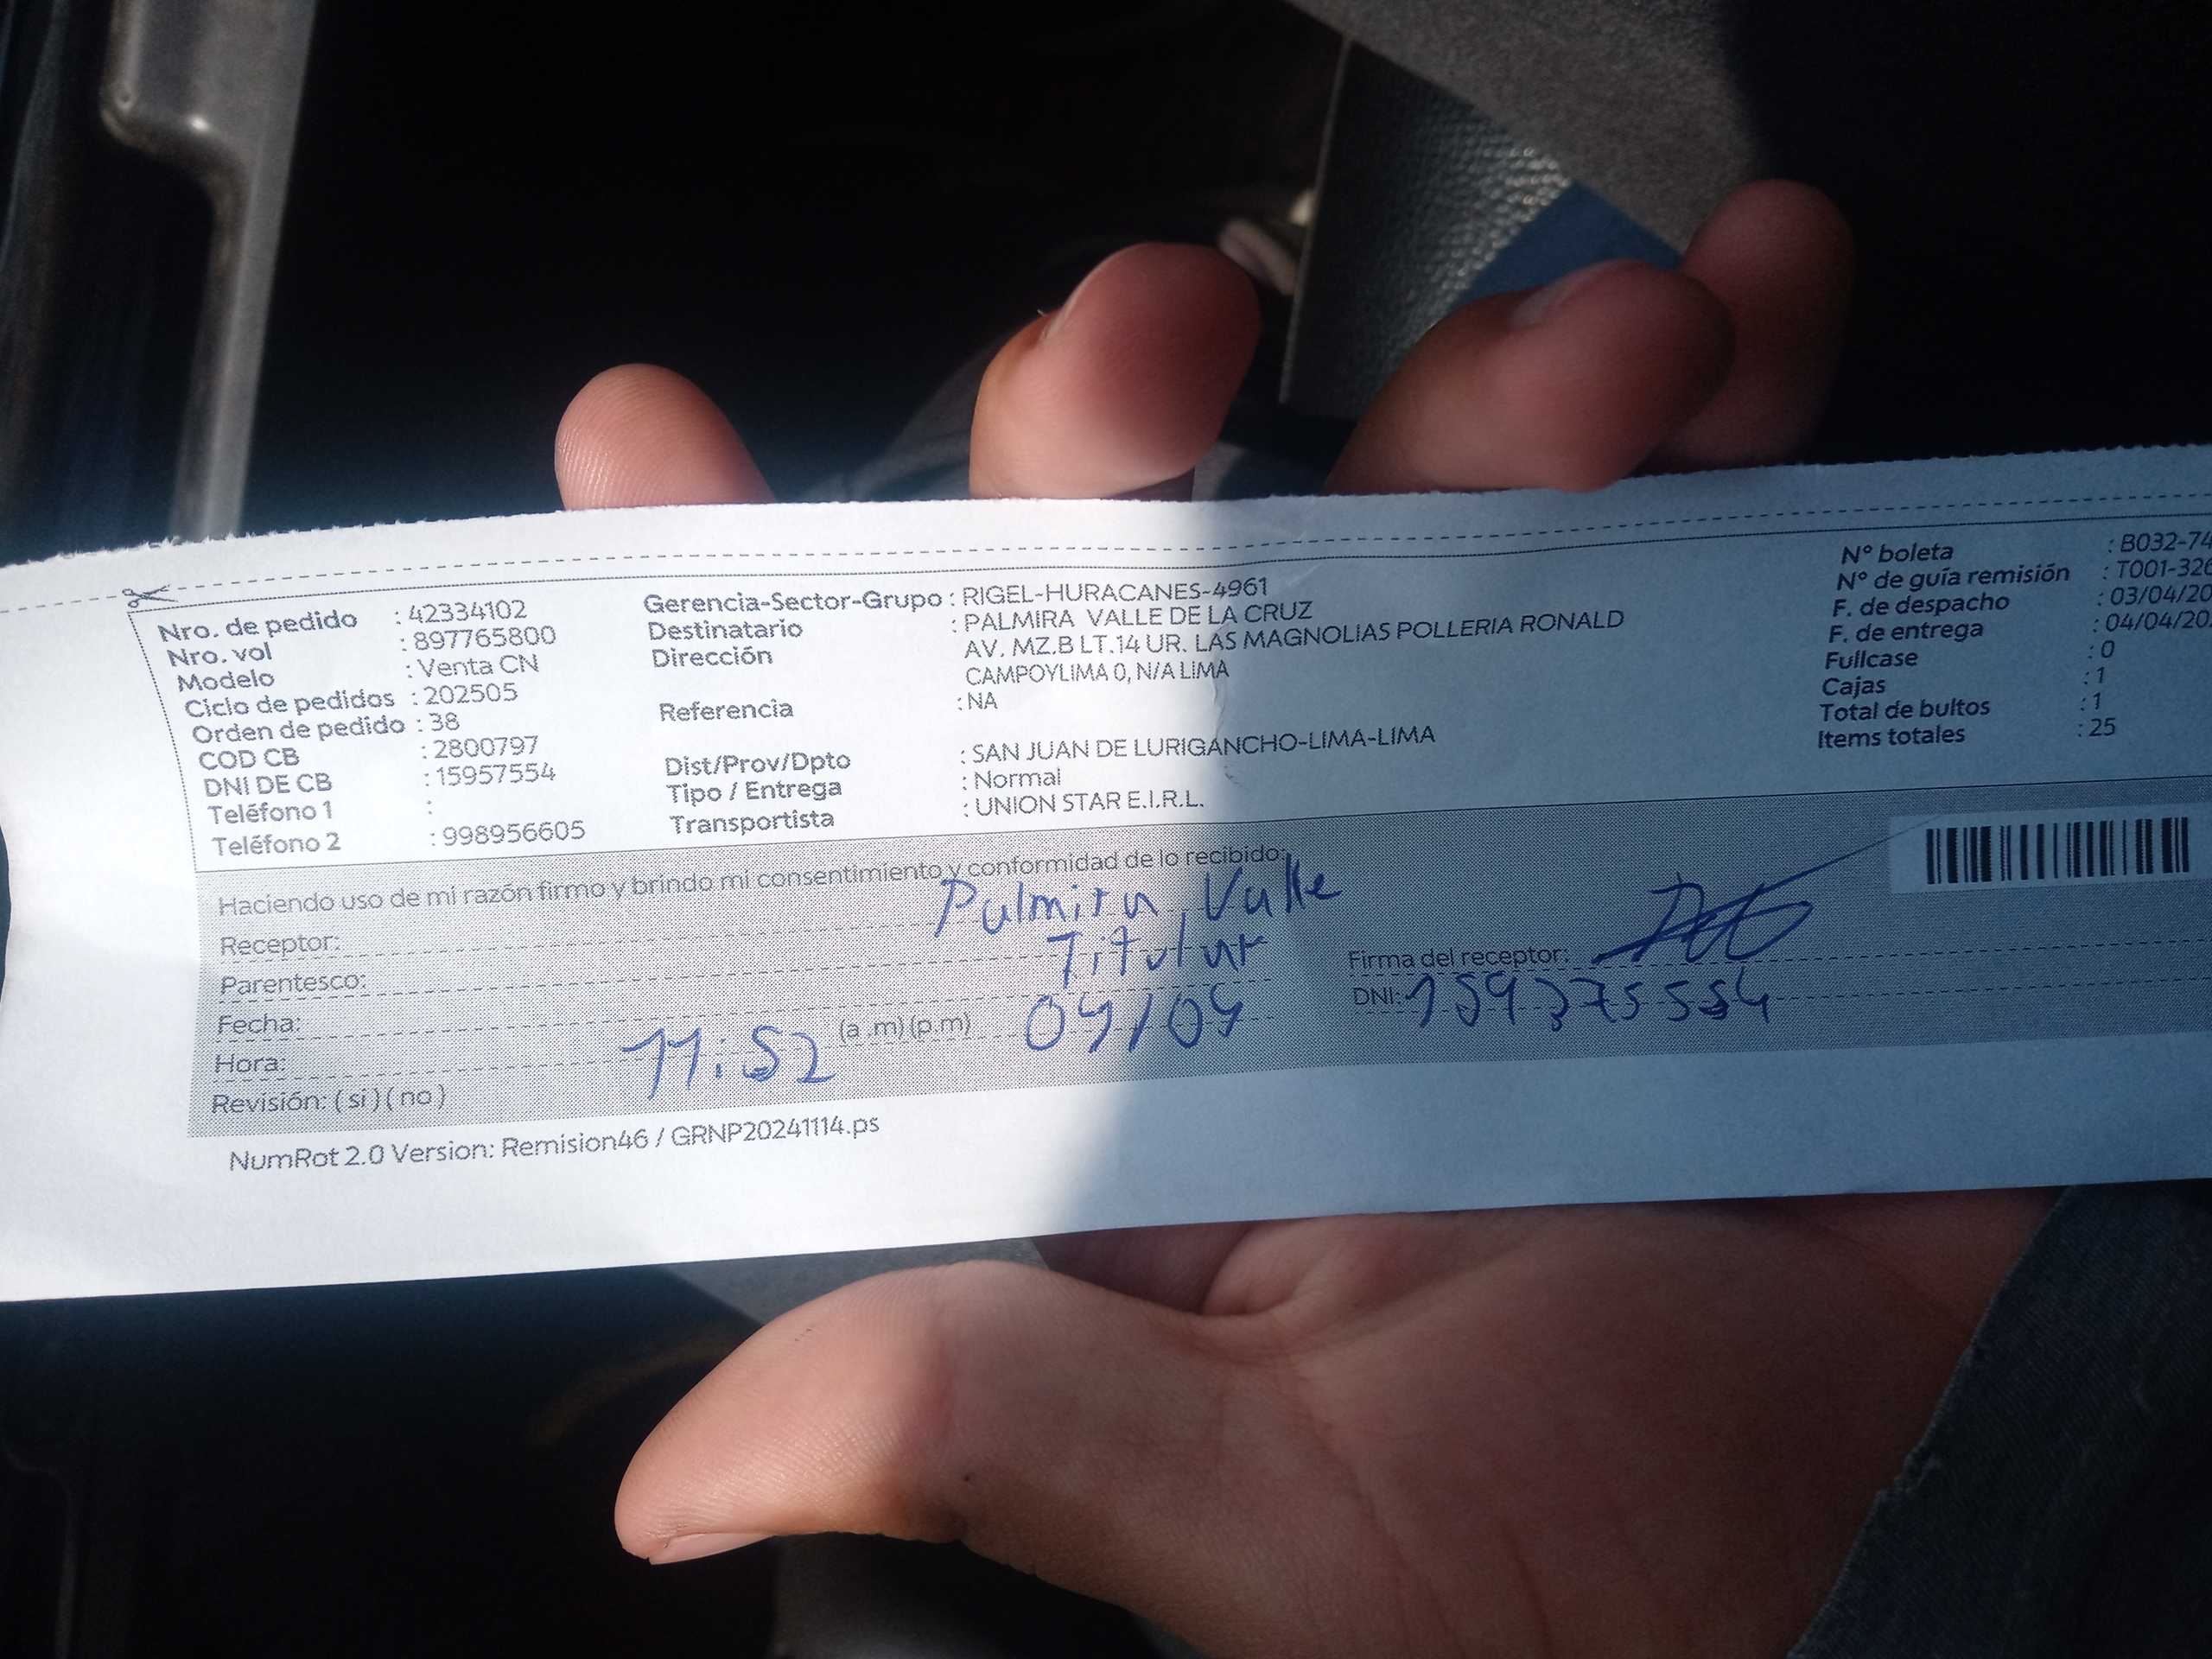 Nro. de pedido : 42334102
Nro. vol : 897765800
Modelo : Venta CN
Ciclo de pedidos : 202505
Orden de pedido : 38
COD CB : 2800797
DNI DE CB : 15957554
Teléfono 1 :
Teléfono 2 : 998956605
Gerencia-Sector-Grupo : RIGEL-HURACANES-4961
Destinatario : PALMIRA VALLE DE LA CRUZ
Dirección AV. MZ.B LT.14 UR. LAS MAGNOLIAS POLLERIA RONALD
CAMPOYLIMA 0, N/A LIMA
Referencia : NA
Dist/Prov/Dpto : SAN JUAN DE LURIGANCHO-LIMA-LIMA
Tipo / Entrega : Normal
Transportista : UNION STAR E.I.R.L.
N° boleta : B032-74
N° de guía remisión : T001-326
F. de despacho : 03/04/20
F. de entrega : 04/04/20
Fullcase : 0
Cajas : 1
Total de bultos : 1
Items totales : 25
Haciendo uso de mi razón firmo y brindo mi consentimiento y conformidad de lo recibido:
Receptor: Palmira Valle
Parentesco: Titular
Fecha: 04/04
Hora: 11:52 (a.m) (p.m)
Revisión: ( si ) ( no )
Firma del receptor:
DNI: 159375554
NumRot 2.0 Version: Remision46 / GRNP20241114.ps